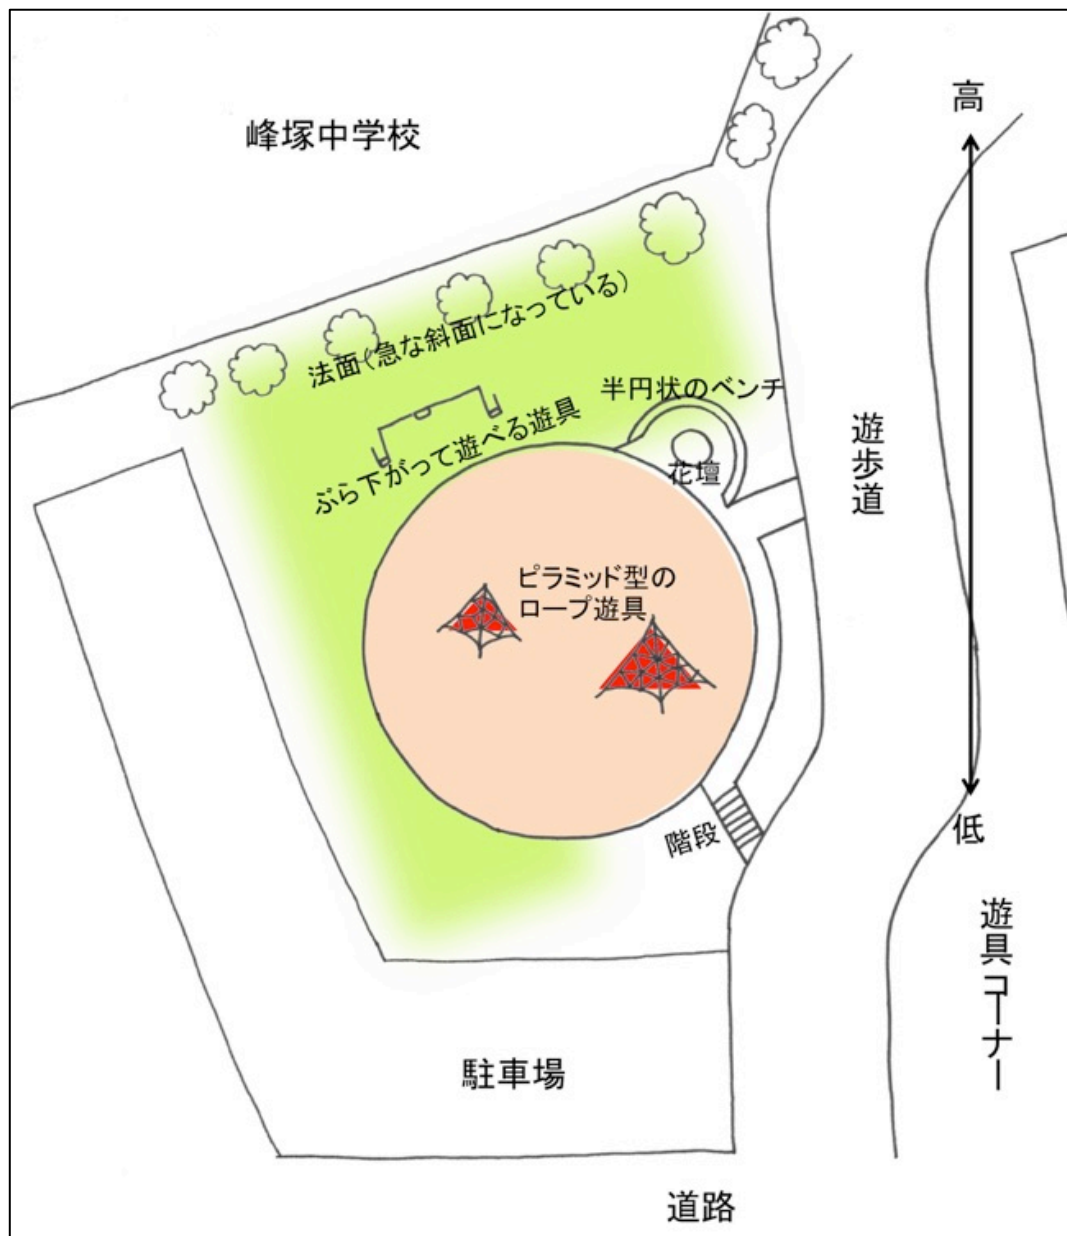 高
峰塚中学校
法面(急な斜面になっている)
半円状のベンチ
ぶら下がって遊べる遊具
花壇
遊歩道
ピラミッド型の
ロープ遊具
階段
低
遊具コーナー
駐車場
道路